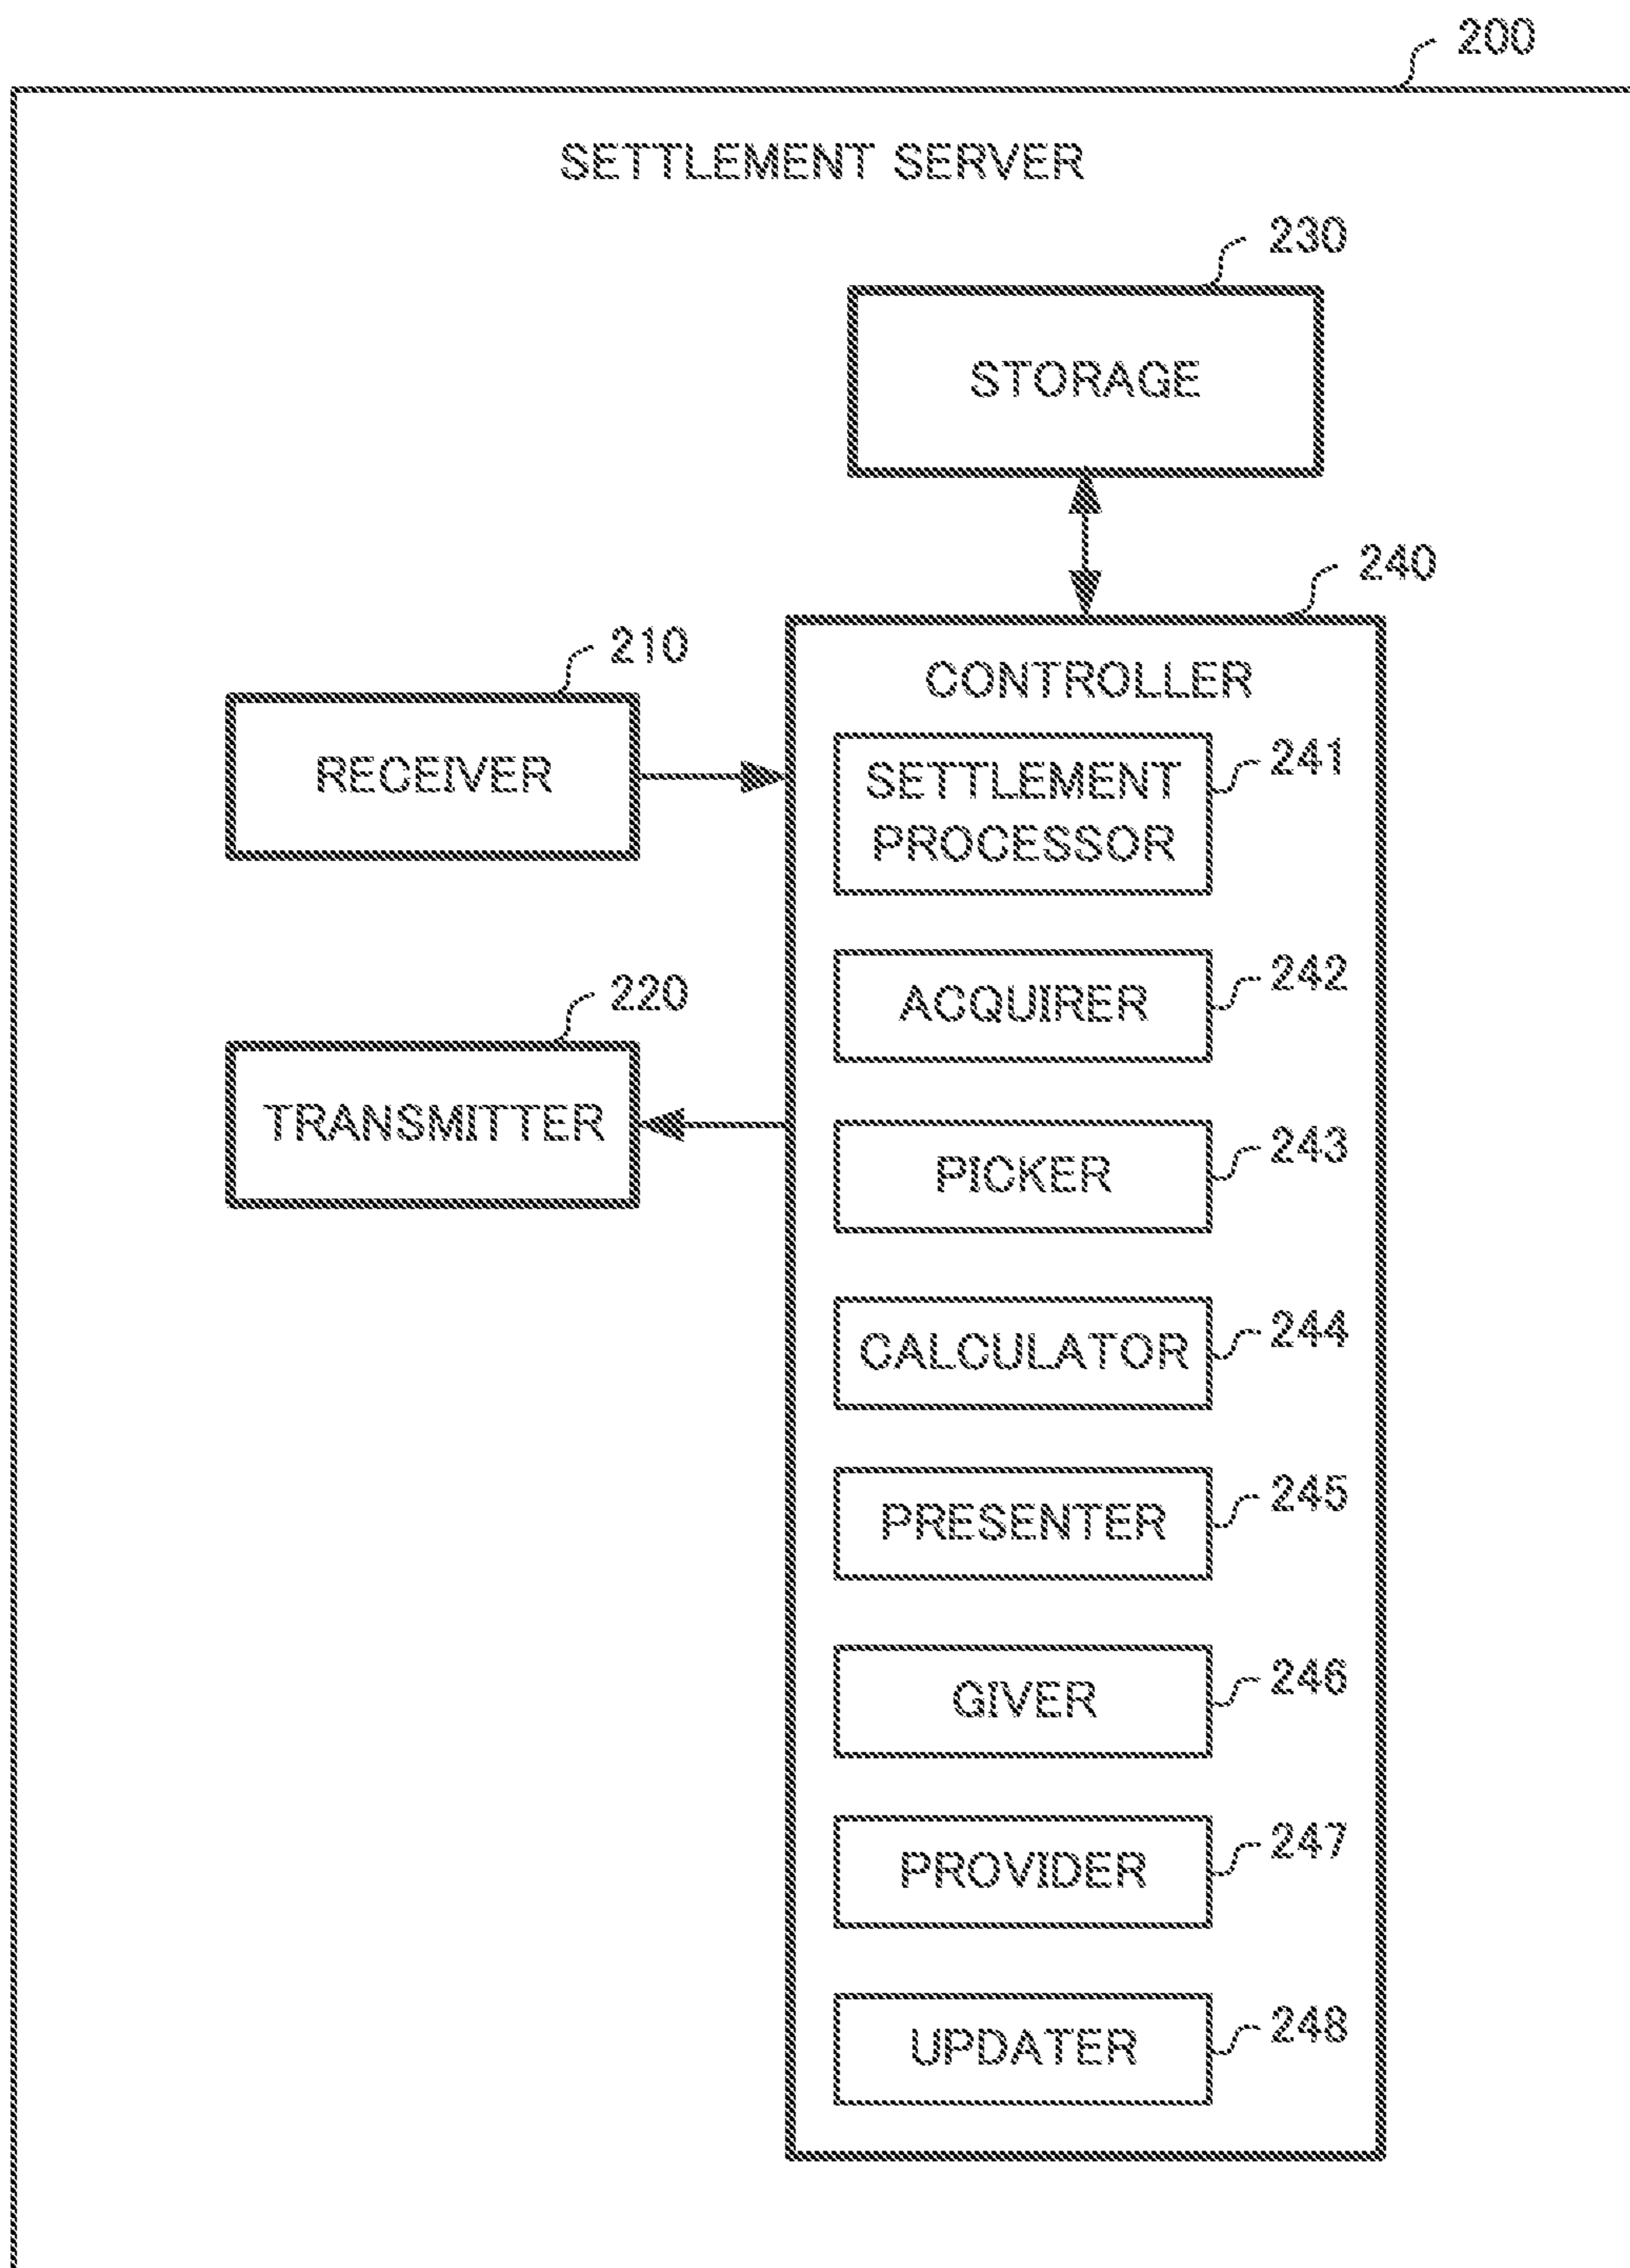 200
SETTLEMENT SERVER
230
STORAGE
240
210
CONTROLLER
RECEIVER
SETTLEMENT
PROCESSOR
241
220
TRANSMITTER
ACQUIRER
242
PICKER
243
CALCULATOR
244
PRESENTER
245
GIVER
246
PROVIDER
247
UPDATER
248